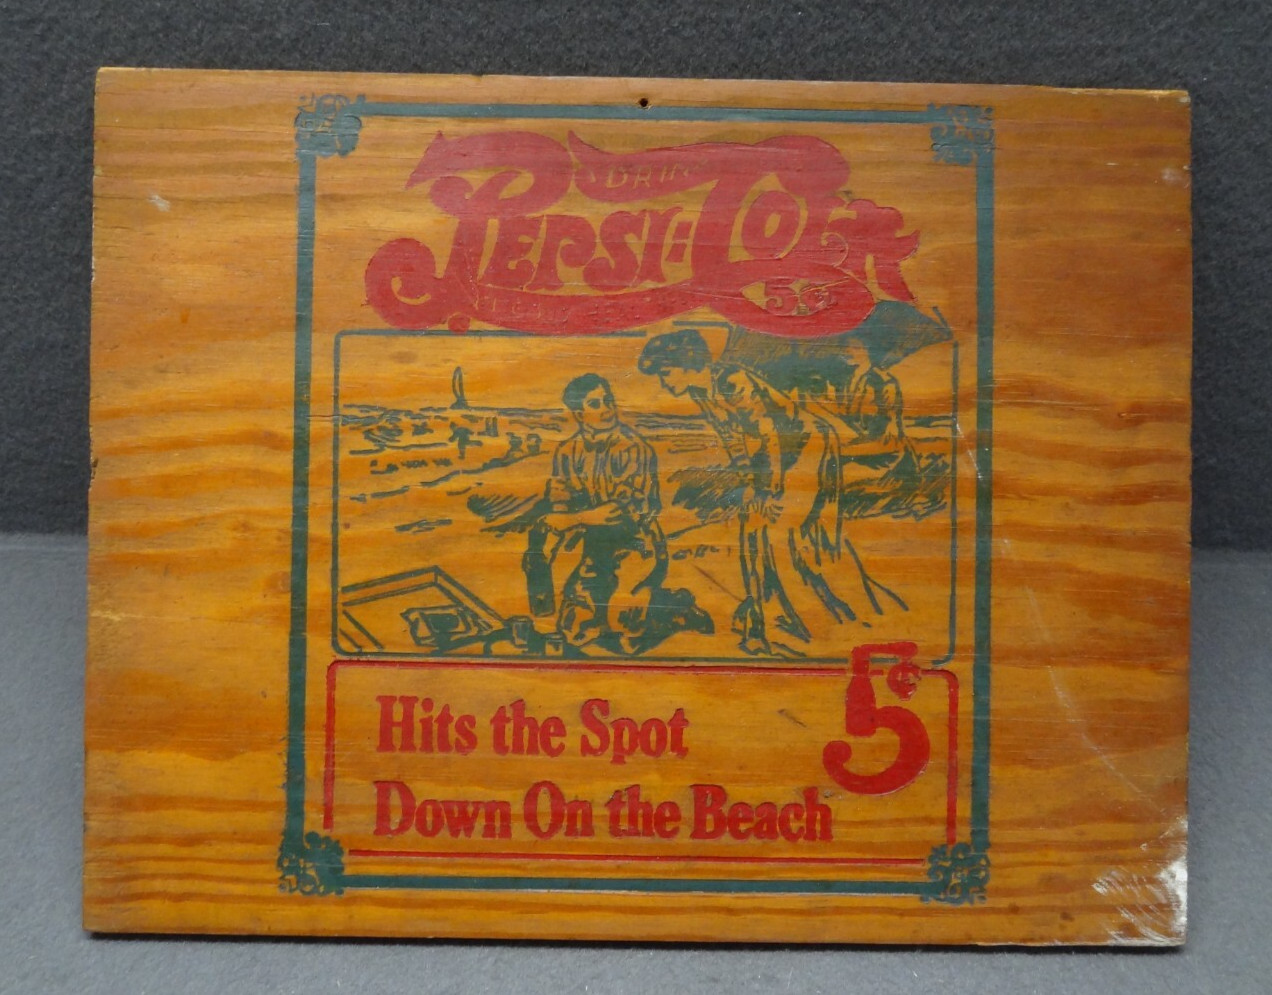 DRINK
PEPSI=COLA
5¢
5¢
Hits the Spot
Down On the Beach